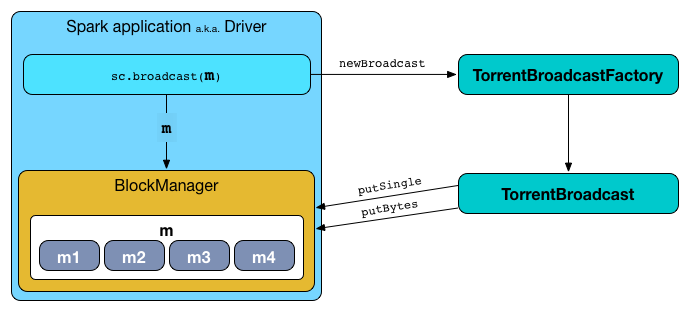 Spark application a.k.a. Driver
sc.broadcast(m)
newBroadcast
TorrentBroadcastFactory
m
BlockManager
putSingle
TorrentBroadcast
putBytes
m
m1 m2 m3 m4